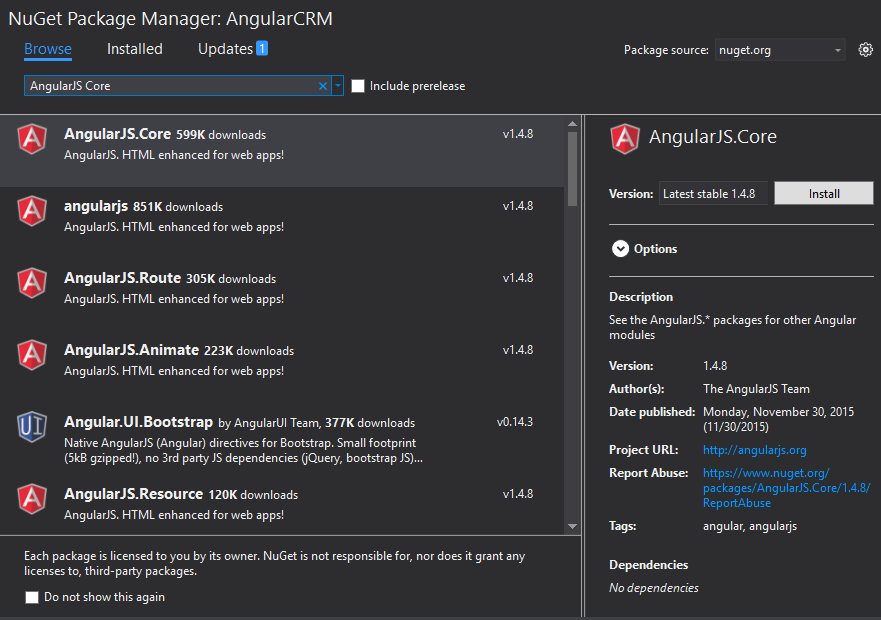 NuGet Package Manager: AngularCRM
Browse Installed Updates 1
Package source: nuget.org
AngularJS Core
Include prerelease
AngularJS.Core 599K downloads v1.4.8
AngularJS. HTML enhanced for web apps!
angularjs 851K downloads v1.4.8
AngularJS. HTML enhanced for web apps!
AngularJS.Route 305K downloads v1.4.8
AngularJS. HTML enhanced for web apps!
AngularJS.Animate 223K downloads v1.4.8
AngularJS. HTML enhanced for web apps!
UI
Angular.UI.Bootstrap by AngularUI Team, 377K downloads v0.14.3
Native AngularJS (Angular) directives for Bootstrap. Small footprint
(5kB gzipped!), no 3rd party JS dependencies (jQuery, bootstrap JS)...
AngularJS.Resource 120K downloads v1.4.8
AngularJS. HTML enhanced for web apps!
Each package is licensed to you by its owner. NuGet is not responsible for, nor does it grant any
licenses to, third-party packages.
Do not show this again
AngularJS.Core
Version: Latest stable 1.4.8 Install
Options
Description
See the AngularJS.* packages for other Angular
modules
Version: 1.4.8
Author(s): The AngularJS Team
Date published: Monday, November 30, 2015
(11/30/2015)
Project URL: http://angularjs.org
Report Abuse: https://www.nuget.org/
packages/AngularJS.Core/1.4.8/
ReportAbuse
Tags: angular, angularjs
Dependencies
No dependencies